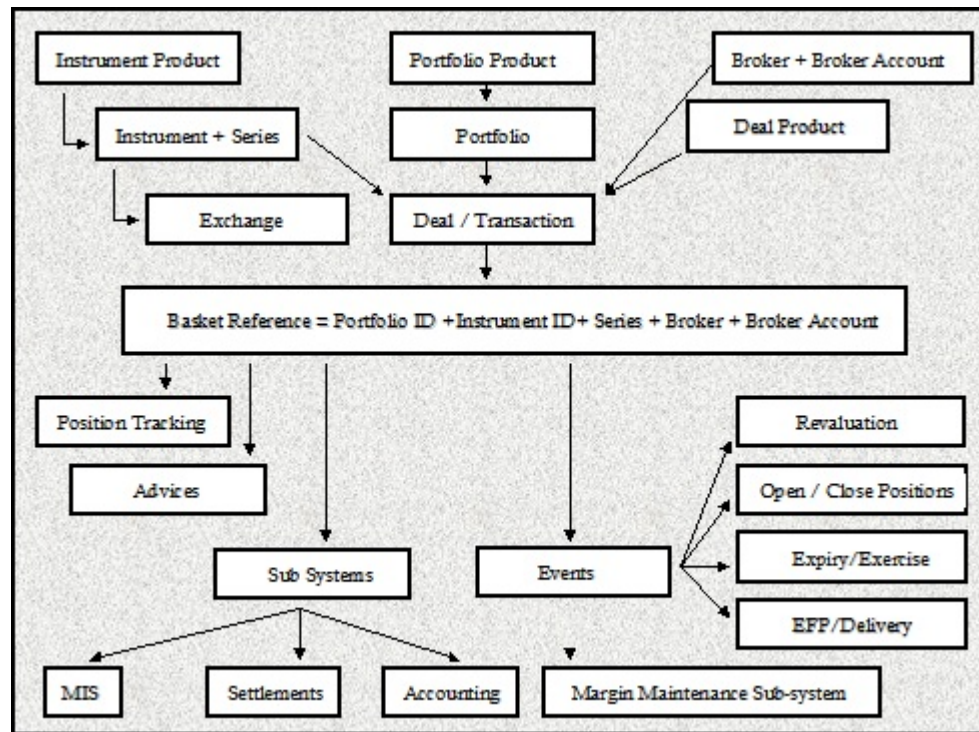 Instrument Product
Portfolio Product
Broker + Broker Account
Instrument + Series
Portfolio
Deal Product
Exchange
Deal / Transaction
Basket Reference = Portfolio ID +Instrument ID+ Series + Broker + Broker Account
Position Tracking
Revaluation
Advices
Open / Close Positions
Sub Systems
Events
Expiry/Exercise
EFP/Delivery
MIS
Settlements
Accounting
Margin Maintenance Sub-system